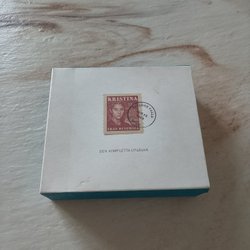 KRISTINA
FRÅN DUVEMÅLA
DEN KOMPLETTA UTGÅVAN